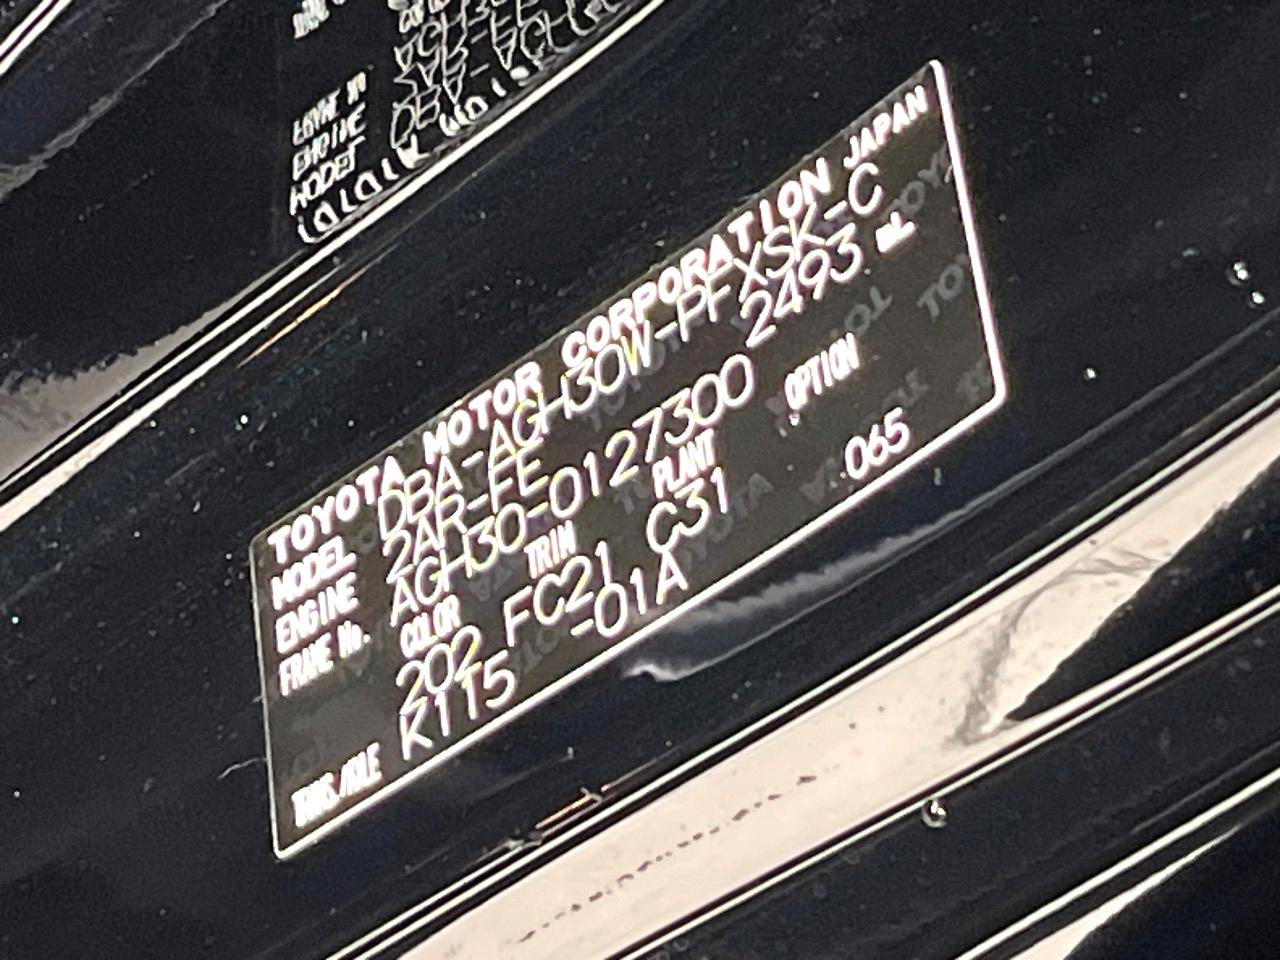 TOYOTA MOTOR CORPORATION JAPAN
MODEL DBA-AGH30W-PFXSK-C
ENGINE 2AR-FE 2493 mL
FRAME No. AGH30-0127300
COLOR TRIM PLANT OPTION
202 FC21 C31 065
TRANS./AXLE K115 -01A